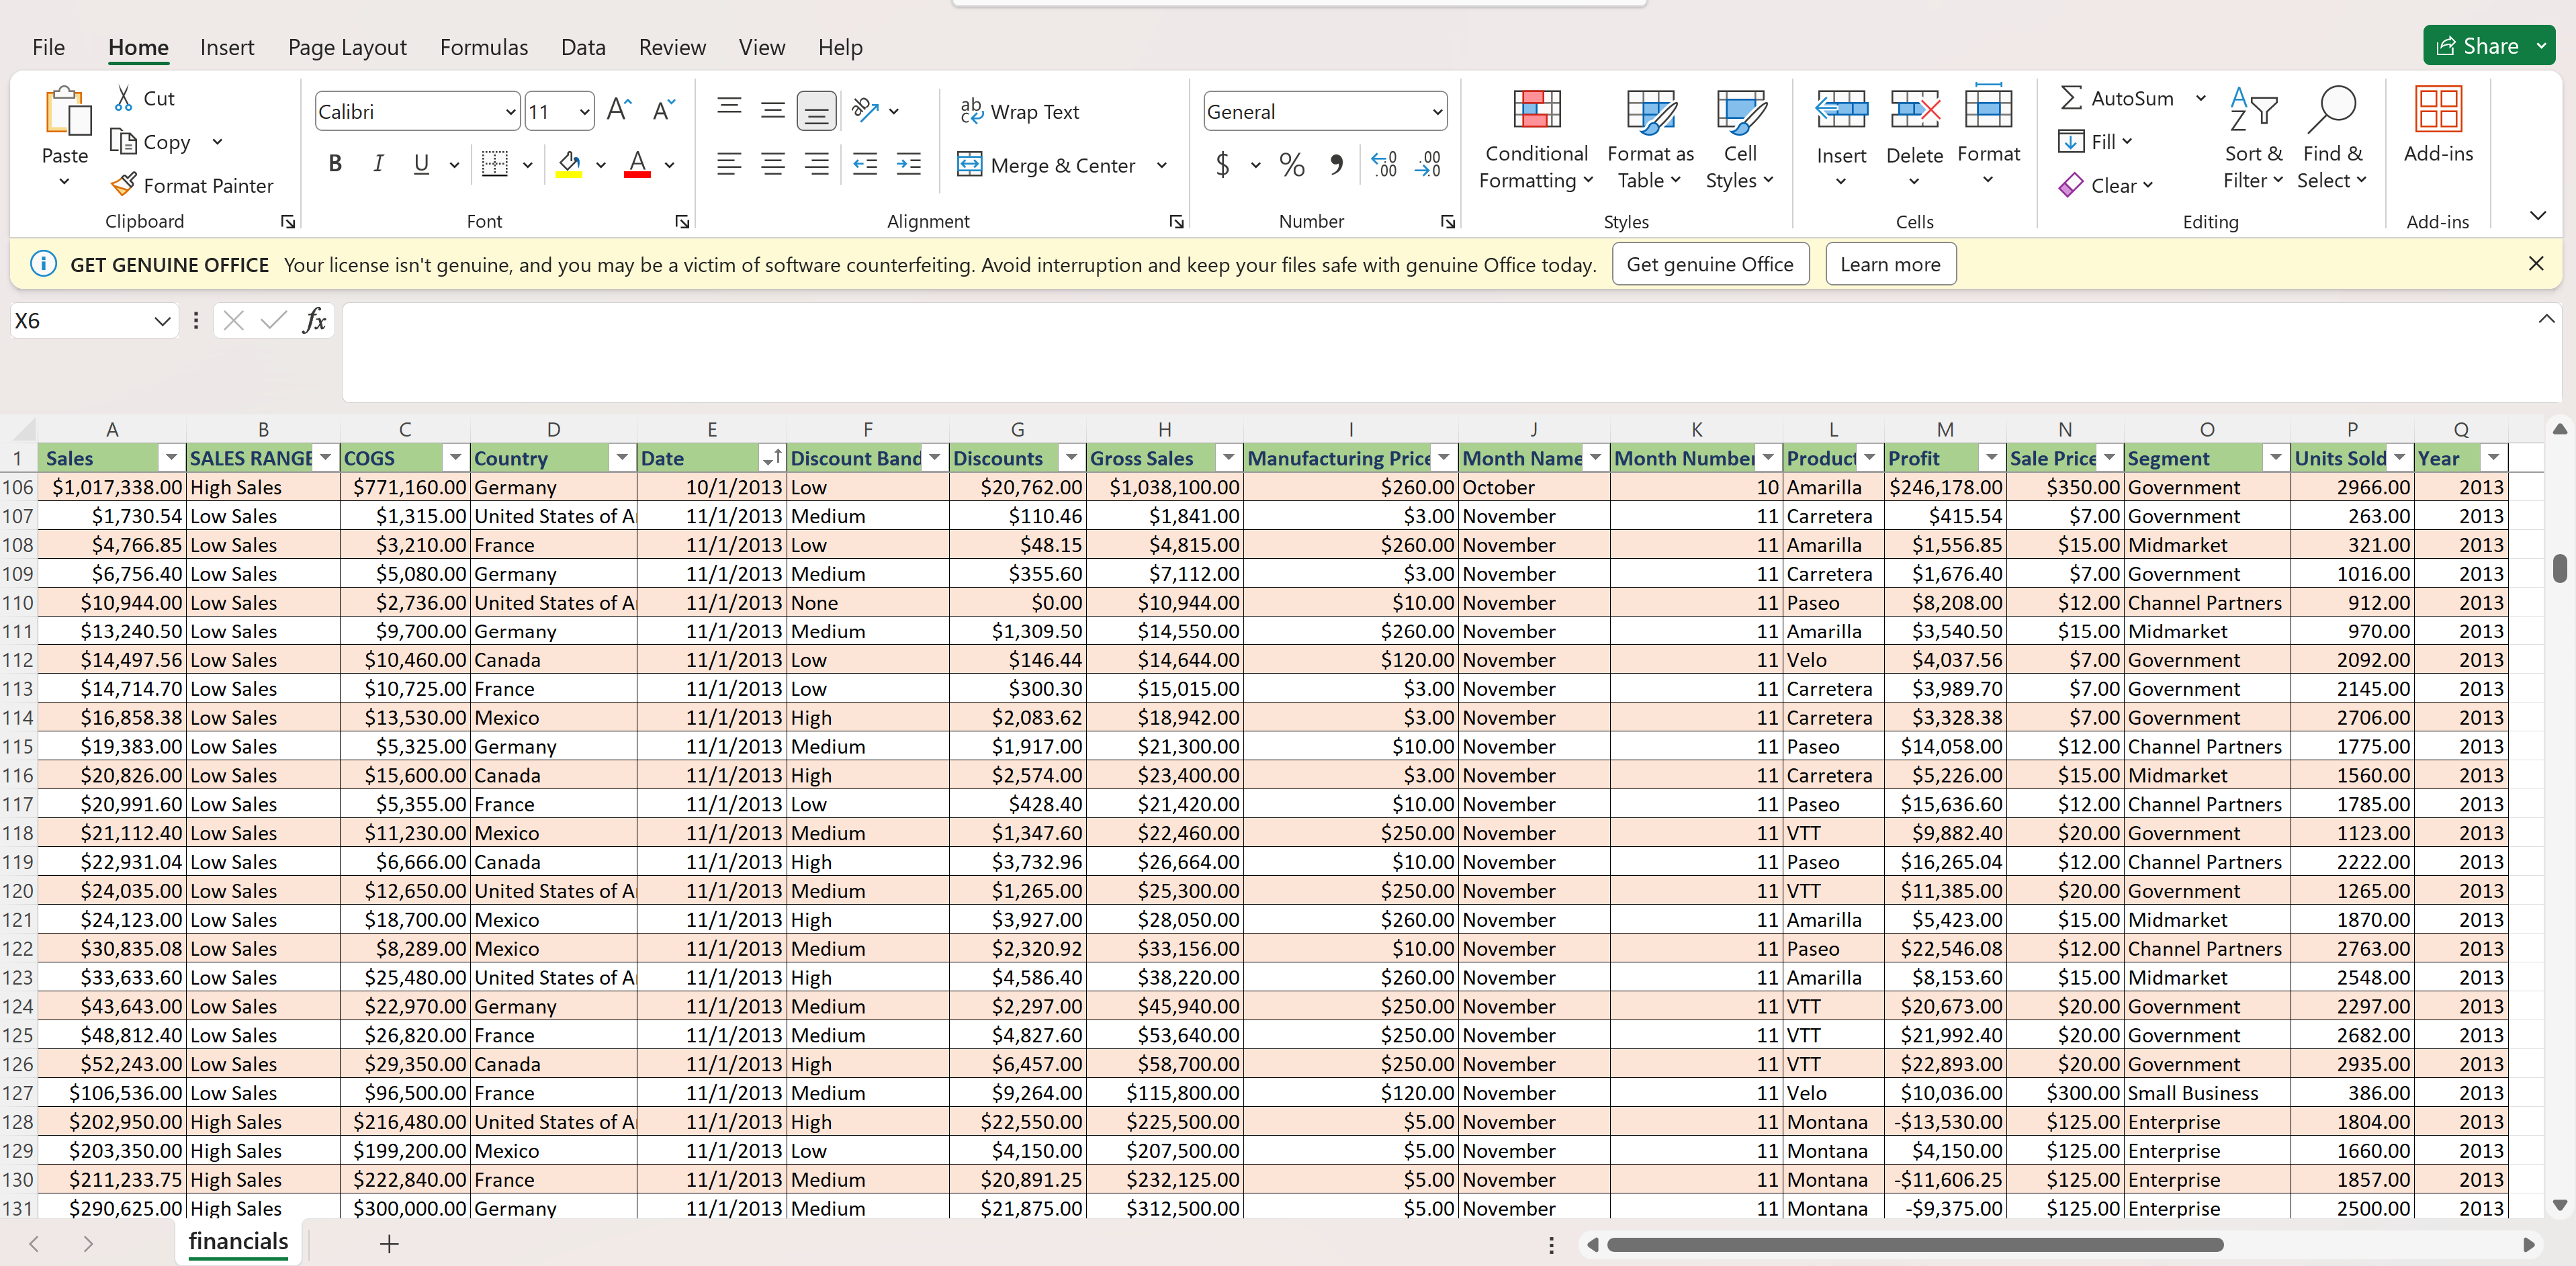 File Home Insert Page Layout Formulas Data Review View Help Share
Cut
Copy
Format Painter
Paste
Clipboard
Calibri 11
B I U
Font
Wrap Text
Merge & Center
Alignment
General
$ % ,
Number
Conditional Formatting
Format as Table
Cell Styles
Styles
Insert Delete Format
Cells
AutoSum
Fill
Clear
Sort & Filter
Find & Select
Editing
Add-ins
Add-ins
GET GENUINE OFFICE Your license isn't genuine, and you may be a victim of software counterfeiting. Avoid interruption and keep your files safe with genuine Office today. Get genuine Office Learn more
X6 fx
A B C D E F G H I J K L M N O P Q
1 Sales SALES RANGE COGS Country Date Discount Band Discounts Gross Sales Manufacturing Price Month Name Month Number Product Profit Sale Price Segment Units Sold Year
106 $1,017,338.00 High Sales $771,160.00 Germany 10/1/2013 Low $20,762.00 $1,038,100.00 $260.00 October 10 Amarilla $246,178.00 $350.00 Government 2966.00 2013
107 $1,730.54 Low Sales $1,315.00 United States of A 11/1/2013 Medium $110.46 $1,841.00 $3.00 November 11 Carretera $415.54 $7.00 Government 263.00 2013
108 $4,766.85 Low Sales $3,210.00 France 11/1/2013 Low $48.15 $4,815.00 $260.00 November 11 Amarilla $1,556.85 $15.00 Midmarket 321.00 2013
109 $6,756.40 Low Sales $5,080.00 Germany 11/1/2013 Medium $355.60 $7,112.00 $3.00 November 11 Carretera $1,676.40 $7.00 Government 1016.00 2013
110 $10,944.00 Low Sales $2,736.00 United States of A 11/1/2013 None $0.00 $10,944.00 $10.00 November 11 Paseo $8,208.00 $12.00 Channel Partners 912.00 2013
111 $13,240.50 Low Sales $9,700.00 Germany 11/1/2013 Medium $1,309.50 $14,550.00 $260.00 November 11 Amarilla $3,540.50 $15.00 Midmarket 970.00 2013
112 $14,497.56 Low Sales $10,460.00 Canada 11/1/2013 Low $146.44 $14,644.00 $120.00 November 11 Velo $4,037.56 $7.00 Government 2092.00 2013
113 $14,714.70 Low Sales $10,725.00 France 11/1/2013 Low $300.30 $15,015.00 $3.00 November 11 Carretera $3,989.70 $7.00 Government 2145.00 2013
114 $16,858.38 Low Sales $13,530.00 Mexico 11/1/2013 High $2,083.62 $18,942.00 $3.00 November 11 Carretera $3,328.38 $7.00 Government 2706.00 2013
115 $19,383.00 Low Sales $5,325.00 Germany 11/1/2013 Medium $1,917.00 $21,300.00 $10.00 November 11 Paseo $14,058.00 $12.00 Channel Partners 1775.00 2013
116 $20,826.00 Low Sales $15,600.00 Canada 11/1/2013 High $2,574.00 $23,400.00 $3.00 November 11 Carretera $5,226.00 $15.00 Midmarket 1560.00 2013
117 $20,991.60 Low Sales $5,355.00 France 11/1/2013 Low $428.40 $21,420.00 $10.00 November 11 Paseo $15,636.60 $12.00 Channel Partners 1785.00 2013
118 $21,112.40 Low Sales $11,230.00 Mexico 11/1/2013 Medium $1,347.60 $22,460.00 $250.00 November 11 VTT $9,882.40 $20.00 Government 1123.00 2013
119 $22,931.04 Low Sales $6,666.00 Canada 11/1/2013 High $3,732.96 $26,664.00 $10.00 November 11 Paseo $16,265.04 $12.00 Channel Partners 2222.00 2013
120 $24,035.00 Low Sales $12,650.00 United States of A 11/1/2013 Medium $1,265.00 $25,300.00 $250.00 November 11 VTT $11,385.00 $20.00 Government 1265.00 2013
121 $24,123.00 Low Sales $18,700.00 Mexico 11/1/2013 High $3,927.00 $28,050.00 $260.00 November 11 Amarilla $5,423.00 $15.00 Midmarket 1870.00 2013
122 $30,835.08 Low Sales $8,289.00 Mexico 11/1/2013 Medium $2,320.92 $33,156.00 $10.00 November 11 Paseo $22,546.08 $12.00 Channel Partners 2763.00 2013
123 $33,633.60 Low Sales $25,480.00 United States of A 11/1/2013 High $4,586.40 $38,220.00 $260.00 November 11 Amarilla $8,153.60 $15.00 Midmarket 2548.00 2013
124 $43,643.00 Low Sales $22,970.00 Germany 11/1/2013 Medium $2,297.00 $45,940.00 $250.00 November 11 VTT $20,673.00 $20.00 Government 2297.00 2013
125 $48,812.40 Low Sales $26,820.00 France 11/1/2013 Medium $4,827.60 $53,640.00 $250.00 November 11 VTT $21,992.40 $20.00 Government 2682.00 2013
126 $52,243.00 Low Sales $29,350.00 Canada 11/1/2013 High $6,457.00 $58,700.00 $250.00 November 11 VTT $22,893.00 $20.00 Government 2935.00 2013
127 $106,536.00 Low Sales $96,500.00 France 11/1/2013 Medium $9,264.00 $115,800.00 $120.00 November 11 Velo $10,036.00 $300.00 Small Business 386.00 2013
128 $202,950.00 High Sales $216,480.00 United States of A 11/1/2013 High $22,550.00 $225,500.00 $5.00 November 11 Montana -$13,530.00 $125.00 Enterprise 1804.00 2013
129 $203,350.00 High Sales $199,200.00 Mexico 11/1/2013 Low $4,150.00 $207,500.00 $5.00 November 11 Montana $4,150.00 $125.00 Enterprise 1660.00 2013
130 $211,233.75 High Sales $222,840.00 France 11/1/2013 Medium $20,891.25 $232,125.00 $5.00 November 11 Montana -$11,606.25 $125.00 Enterprise 1857.00 2013
131 $290,625.00 High Sales $300,000.00 Germany 11/1/2013 Medium $21,875.00 $312,500.00 $5.00 November 11 Montana -$9,375.00 $125.00 Enterprise 2500.00 2013
financials